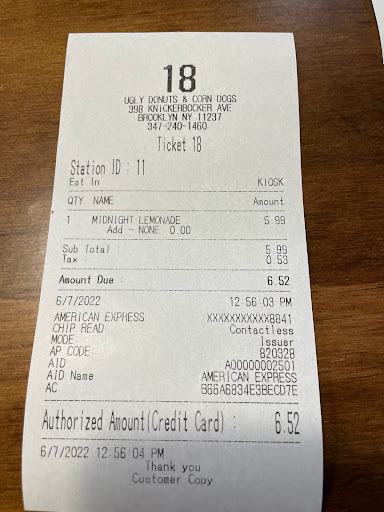 18
UGLY DONUTS & CORN DOGS
398 KNICKERBOCKER AVE
BROOKLYN NY 11237
347-240-1460
Ticket 18
Station ID : 11
Eat In KIOSK
QTY NAME Amount
1 MIDNIGHT LEMONADE 5.99
Add - NONE 0.00
Sub Total : 5.99
Tax : 0.53
Amount Due : 6.52
6/7/2022 12:56:03 PM
AMERICAN EXPRESS XXXXXXXXXXX8841
CHIP READ Contactless
MODE: Issuer
AP CODE: 820328
AID A00000002501
AID Name AMERICAN EXPRESS
AC B66A6834E3BECD7E
Authorized Amount(Credit Card) : 6.52
6/7/2022 12:56:04 PM
Thank you
Customer Copy